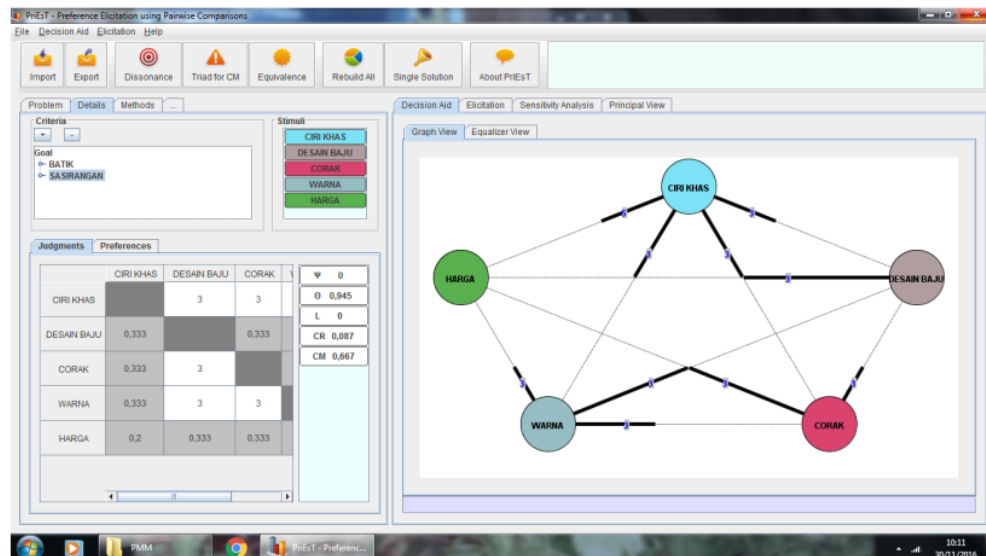 PriEsT - Preference Elicitation using Pairwise Comparisons
File Decision Aid Elicitation Help
Import Export Dissonance Triad for CM Equivalence Rebuild All Single Solution About PriEsT
Problem Details Methods ...
Decision Aid Elicitation Sensitivity Analysis Principal View
Criteria
+ -
Goal
BATIK
SASIRANGAN
Stimuli
CIRI KHAS
DESAIN BAJU
CORAK
WARNA
HARGA
Graph View Equalizer View
CIRI KHAS
HARGA
DESAIN BAJU
WARNA
CORAK
Judgments Preferences
CIRI KHAS DESAIN BAJU CORAK
CIRI KHAS 3 3
DESAIN BAJU 0,333 0,333
CORAK 0,333 3
WARNA 0,333 3 3
HARGA 0,2 0,333 0,333
Ψ 0
Θ 0,945
L 0
CR 0,087
CM 0,667
PMM
PriEsT - Preferenc...
10:11
30/11/2016